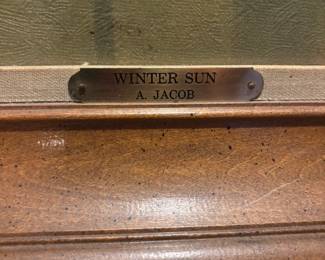 WINTER SUN
A. JACOB